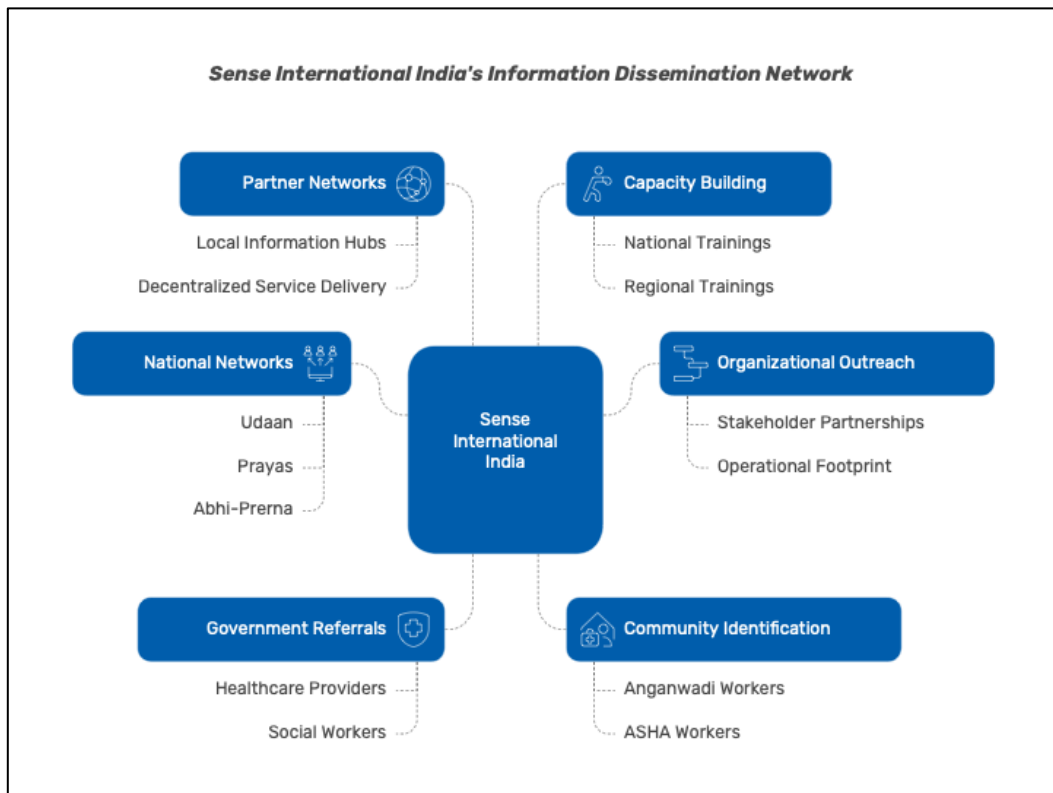 Sense International India's Information Dissemination Network
Partner Networks
Local Information Hubs
Decentralized Service Delivery
Capacity Building
National Trainings
Regional Trainings
National Networks
Udaan
Prayas
Abhi-Prerna
Sense
International
India
Organizational Outreach
Stakeholder Partnerships
Operational Footprint
Government Referrals
Healthcare Providers
Social Workers
Community Identification
Anganwadi Workers
ASHA Workers